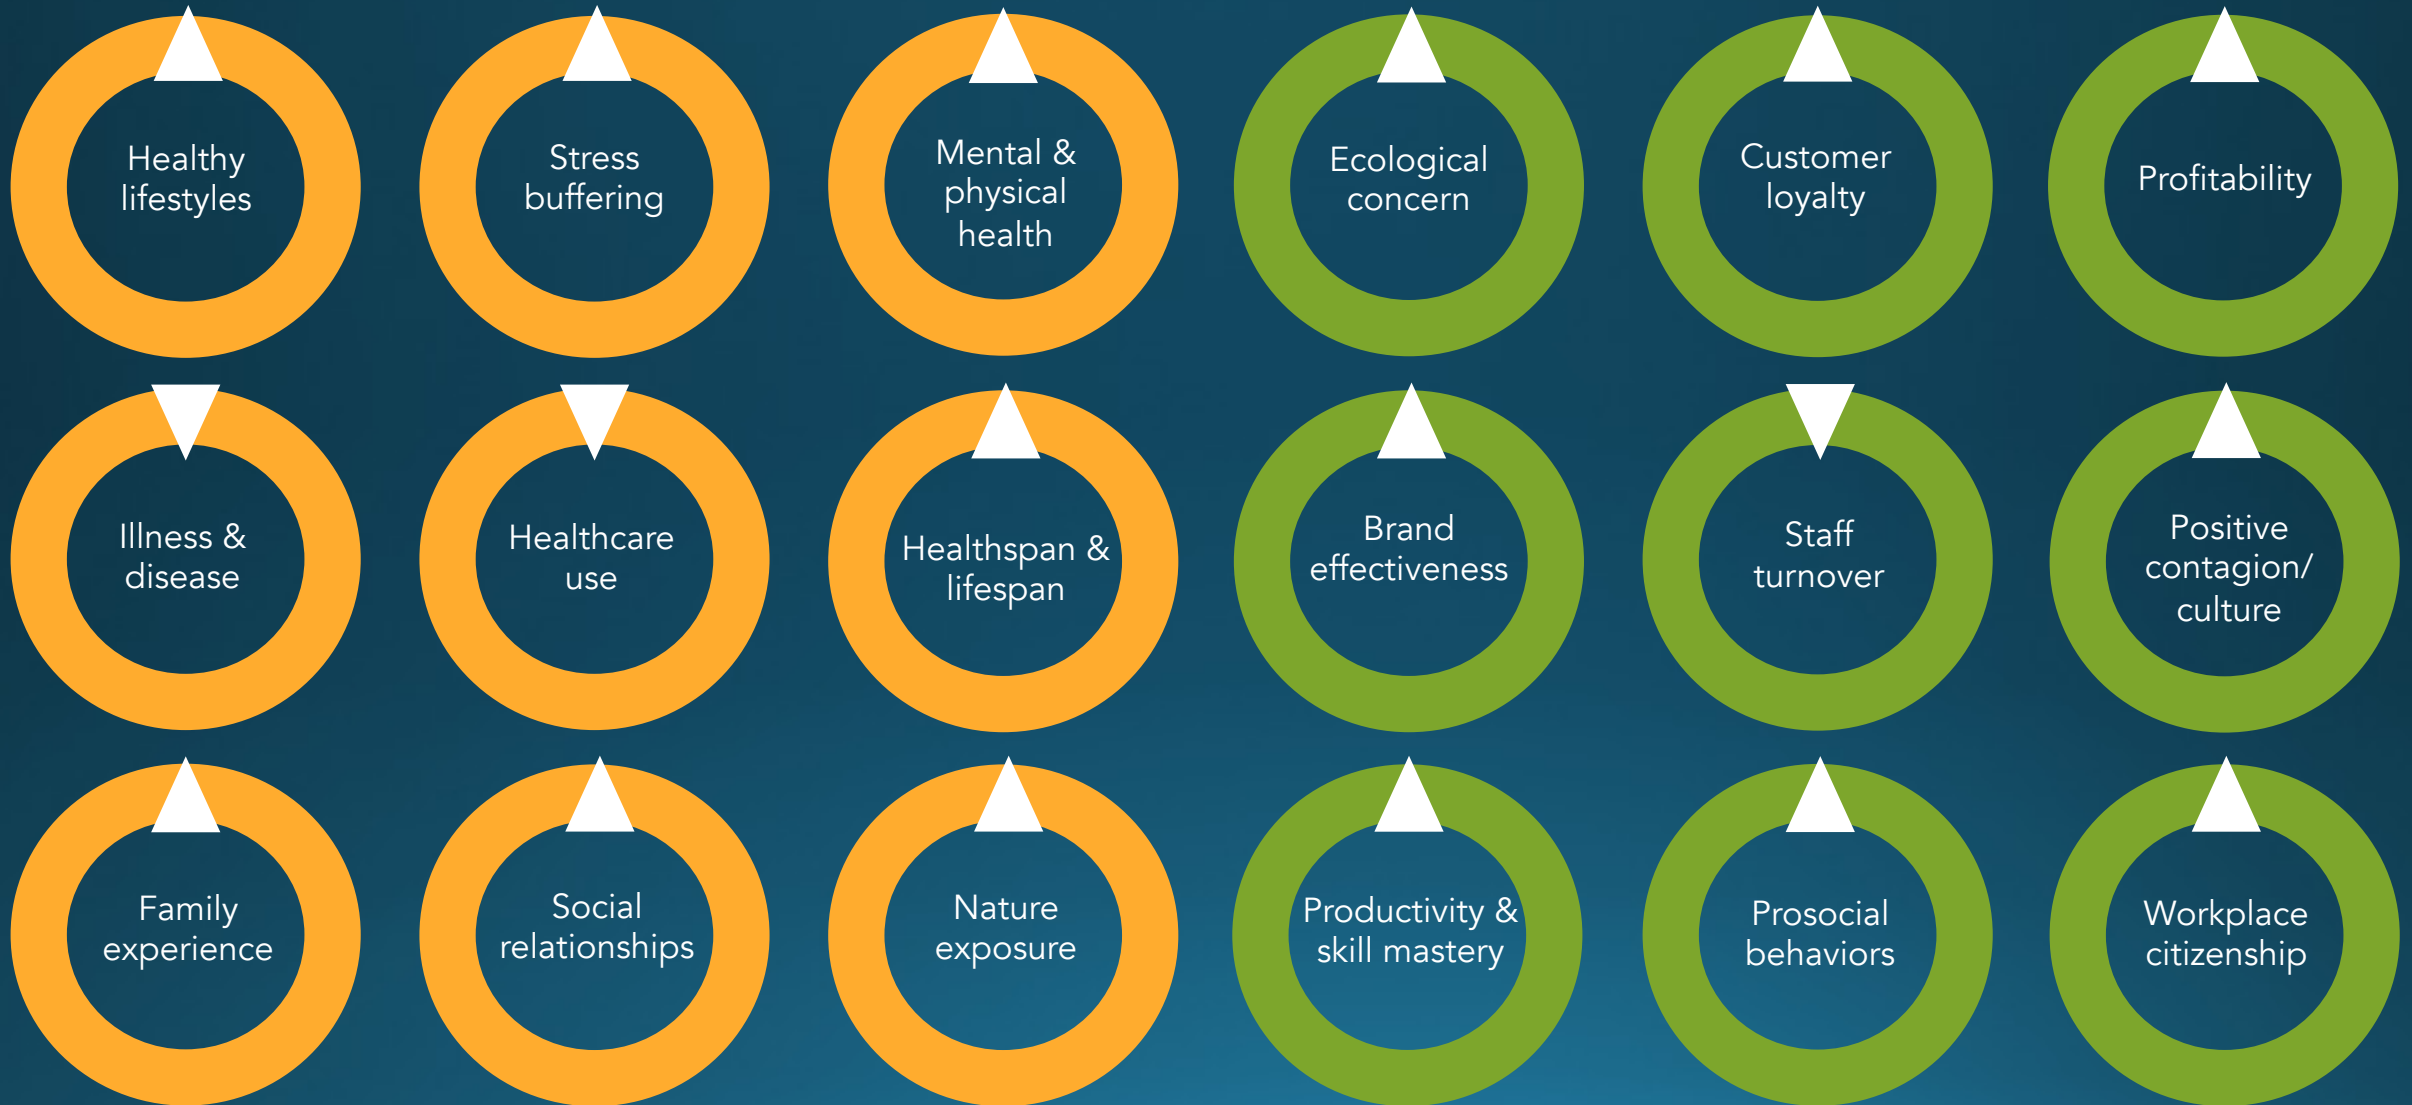 Healthy
lifestyles
Stress
buffering
Mental &
physical
health
Ecological
concern
Customer
loyalty
Profitability
Illness &
disease
Healthcare
use
Healthspan &
lifespan
Brand
effectiveness
Staff
turnover
Positive
contagion/
culture
Family
experience
Social
relationships
Nature
exposure
Productivity &
skill mastery
Prosocial
behaviors
Workplace
citizenship